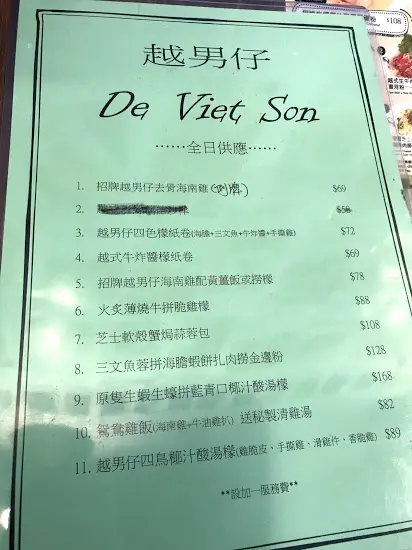 越男仔
De Viet Son
……全日供應……
1. 招牌越男仔去骨海南雞(例牌) $69
2. $58
3. 越男仔四色檬紙卷(海膽+三文魚+牛炸醬+手撕雞) $72
4. 越式牛炸醬檬紙卷 $69
5. 招牌越男仔海南雞配黃薑飯或撈檬 $78
6. 火炙薄燒牛拼脆雞檬 $88
7. 芝士軟殼蟹焗蒜蓉包 $108
8. 三文魚蓉拼海膽蝦餅扎肉撈金邊粉 $128
9. 原隻生蝦生蠔拼藍青口椰汁酸湯檬 $168
10. 鴛鴦雞飯(海南雞+牛油雞扒) 送秘製清雞湯 $82
11. 越男仔四鳥椰汁酸湯檬(雞脆皮、手撕雞、滑雞件、香脆雞) $89
**設加一服務費**
$108